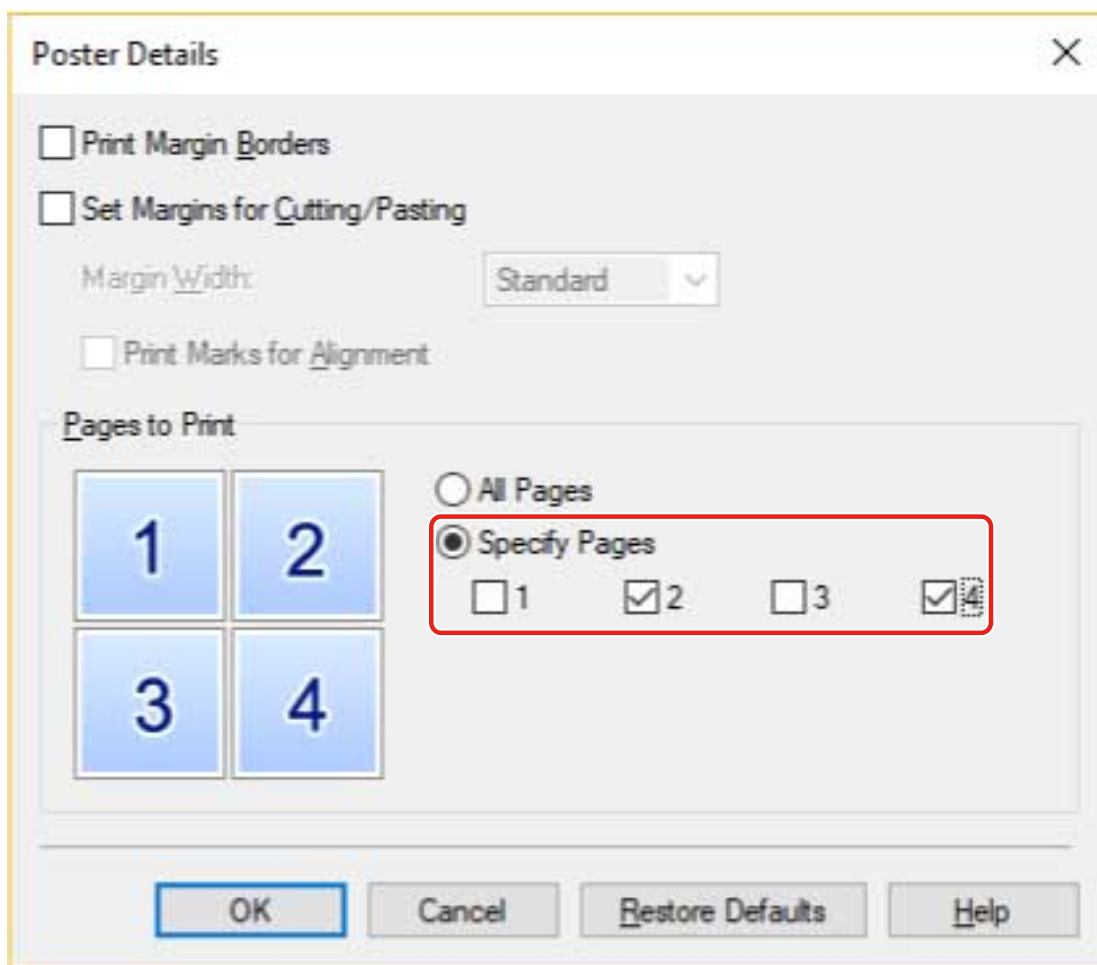 Poster Details
Print Margin Borders
Set Margins for Cutting/Pasting
Margin Width: Standard
Print Marks for Alignment
Pages to Print
1 2
3 4
All Pages
Specify Pages
1 2 3 4
OK Cancel Restore Defaults Help